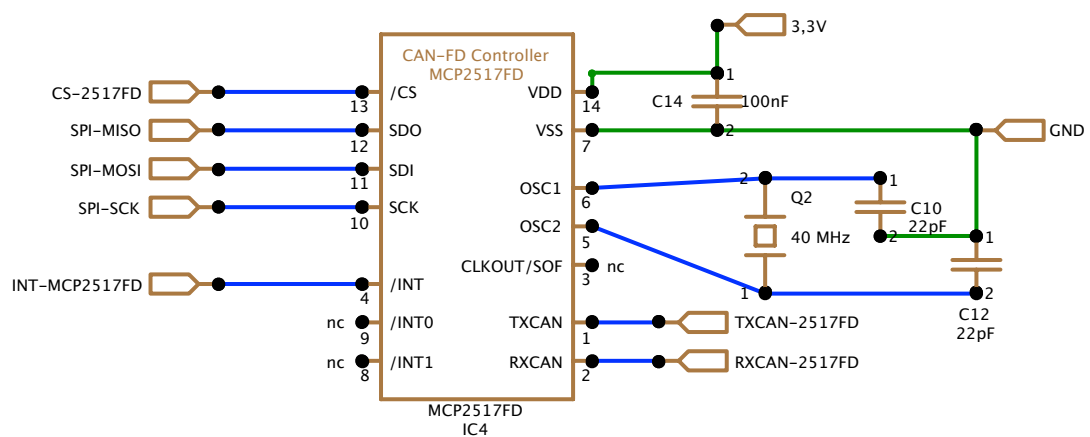 3,3V
CAN-FD Controller
MCP2517FD
1
CS-2517FD
/CS
VDD
C14
100nF
13
14
SPI-MISO
SDO
VSS
2
GND
12
7
SPI-MOSI
SDI
11
OSC1
2
1
SPI-SCK
SCK
6
Q2
C10
10
OSC2
22pF
5
40 MHz
2
1
CLKOUT/SOF
nc
3
INT-MCP2517FD
/INT
1
2
4
C12
nc
/INT0
TXCAN
TXCAN-2517FD
22pF
9
1
nc
/INT1
RXCAN
RXCAN-2517FD
8
2
MCP2517FD
IC4